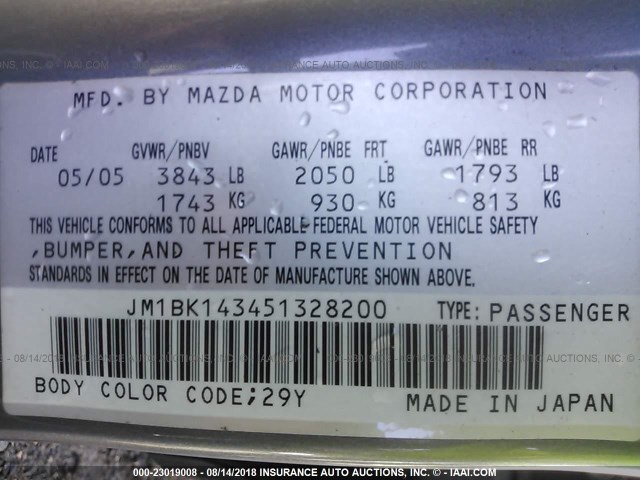 MFD. BY MAZDA MOTOR CORPORATION
DATE GVWR/PNBV GAWR/PNBE FRT GAWR/PNBE RR
05/05 3843 LB 2050 LB 1793 LB
1743 KG 930 KG 813 KG
THIS VEHICLE CONFORMS TO ALL APPLICABLE FEDERAL MOTOR VEHICLE SAFETY
,BUMPER,AND THEFT PREVENTION
STANDARDS IN EFFECT ON THE DATE OF MANUFACTURE SHOWN ABOVE.
JM1BK143451328200 TYPE: PASSENGER
BODY COLOR CODE;29Y MADE IN JAPAN
000-23019008 - 08/14/2018 INSURANCE AUTO AUCTIONS, INC. - © IAAI.COM